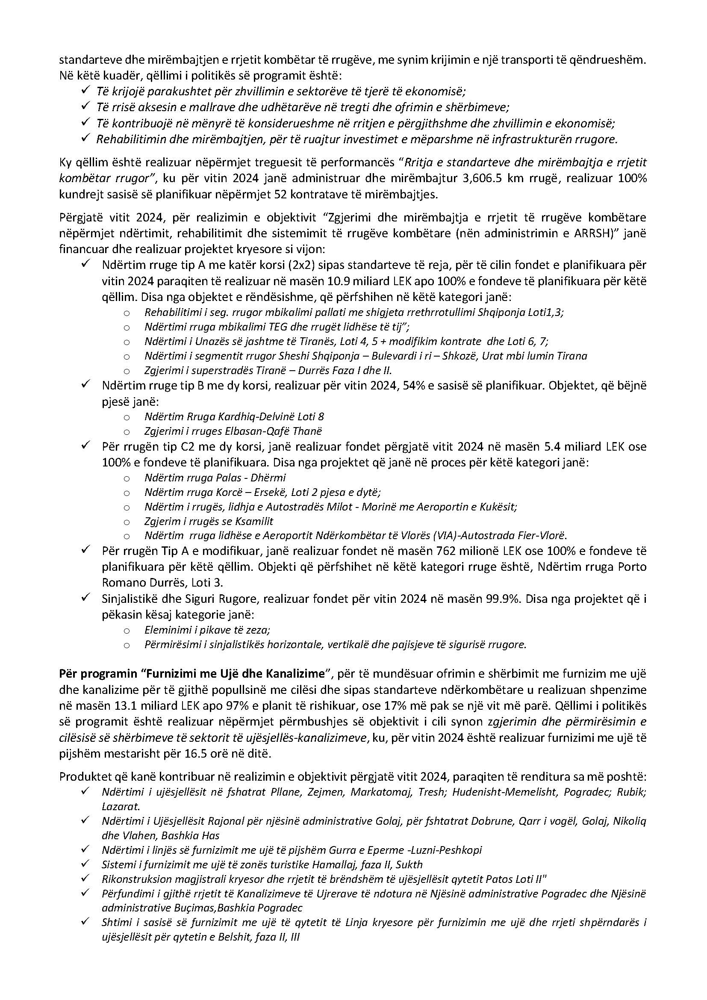 standarteve dhe mirëmbajtjen e rrjetit kombëtar të rrugëve, me synim krijimin e një transporti të qëndrueshëm.
Në këtë kuadër, qëllimi i politikës së programit është:
✓ Të krijojë parakushtet për zhvillimin e sektorëve të tjerë të ekonomisë;
✓ Të rrisë aksesin e mallrave dhe udhëtarëve në tregti dhe ofrimin e shërbimeve;
✓ Të kontribuojë në mënyrë të konsiderueshme në rritjen e përgjithshme dhe zhvillimin e ekonomisë;
✓ Rehabilitimin dhe mirëmbajtjen, për të ruajtur investimet e mëparshme në infrastrukturën rrugore.
Ky qëllim është realizuar nëpërmjet treguesit të performancës “Rritja e standarteve dhe mirëmbajtja e rrjetit
kombëtar rrugor”, ku për vitin 2024 janë administruar dhe mirëmbajtur 3,606.5 km rrugë, realizuar 100%
kundrejt sasisë së planifikuar nëpërmjet 52 kontratave të mirëmbajtjes.
Përgjatë vitit 2024, për realizimin e objektivit “Zgjerimi dhe mirëmbajtja e rrjetit të rrugëve kombëtare
nëpërmjet ndërtimit, rehabilitimit dhe sistemimit të rrugëve kombëtare (nën administrimin e ARRSH)” janë
financuar dhe realizuar projektet kryesore si vijon:
✓ Ndërtim rruge tip A me katër korsi (2x2) sipas standarteve të reja, për të cilin fondet e planifikuara për
vitin 2024 paraqiten të realizuar në masën 10.9 miliard LEK apo 100% e fondeve të planifikuara për këtë
qëllim. Disa nga objektet e rëndësishme, që përfshihen në këtë kategori janë:
o Rehabilitimi i seg. rrugor mbikalimi pallati me shigjeta rrethrrotullimi Shqiponja Loti1,3;
o Ndërtimi rruga mbikalimi TEG dhe rrugët lidhëse të tij”;
o Ndërtimi i Unazës së jashtme të Tiranës, Loti 4, 5 + modifikim kontrate  dhe Loti 6, 7;
o Ndërtimi i segmentit rrugor Sheshi Shqiponja – Bulevardi i ri – Shkozë, Urat mbi lumin Tirana
o Zgjerimi i superstradës Tiranë – Durrës Faza I dhe II.
✓ Ndërtim rruge tip B me dy korsi, realizuar për vitin 2024, 54% e sasisë së planifikuar. Objektet, që bëjnë
pjesë janë:
o Ndërtim Rruga Kardhiq-Delvinë Loti 8
o Zgjerimi i rruges Elbasan-Qafë Thanë
✓ Për rrugën tip C2 me dy korsi, janë realizuar fondet përgjatë vitit 2024 në masën 5.4 miliard LEK ose
100% e fondeve të planifikuara. Disa nga projektet që janë në proces për këtë kategori janë:
o Ndërtim rruga Palas - Dhërmi
o Ndërtim rruga Korcë – Ersekë, Loti 2 pjesa e dytë;
o Ndërtim i rrugës, lidhja e Autostradës Milot - Morinë me Aeroportin e Kukësit;
o Zgjerim i rrugës se Ksamilit
o Ndërtim  rruga lidhëse e Aeroportit Ndërkombëtar të Vlorës (VIA)-Autostrada Fier-Vlorë.
✓ Për rrugën Tip A e modifikuar, janë realizuar fondet në masën 762 milionë LEK ose 100% e fondeve të
planifikuara për këtë qëllim. Objekti që përfshihet në këtë kategori rruge është, Ndërtim rruga Porto
Romano Durrës, Loti 3.
✓ Sinjalistikë dhe Siguri Rugore, realizuar fondet për vitin 2024 në masën 99.9%. Disa nga projektet që i
pëkasin kësaj kategorie janë:
o Eleminimi i pikave të zeza;
o Përmirësimi i sinjalistikës horizontale, vertikalë dhe pajisjeve të sigurisë rrugore.
Për programin “Furnizimi me Ujë dhe Kanalizime”, për të mundësuar ofrimin e shërbimit me furnizim me ujë
dhe kanalizime për të gjithë popullsinë me cilësi dhe sipas standarteve ndërkombëtare u realizuan shpenzime
në masën 13.1 miliard LEK apo 97% e planit të rishikuar, ose 17% më pak se një vit më parë. Qëllimi i politikës
së programit është realizuar nëpërmjet përmbushjes së objektivit i cili synon zgjerimin dhe përmirësimin e
cilësisë së shërbimeve të sektorit të ujësjellës-kanalizimeve, ku, për vitin 2024 është realizuar furnizimi me ujë të
pijshëm mestarisht për 16.5 orë në ditë.
Produktet që kanë kontribuar në realizimin e objektivit përgjatë vitit 2024, paraqiten të renditura sa më poshtë:
✓ Ndërtimi i ujësjellësit në fshatrat Pllane, Zejmen, Markatomaj, Tresh; Hudenisht-Memelisht, Pogradec; Rubik;
Lazarat.
✓ Ndërtimi i Ujësjellësit Rajonal për njësinë administrative Golaj, për fshtatrat Dobrune, Qarr i vogël, Golaj, Nikoliq
dhe Vlahen, Bashkia Has
✓ Ndërtimi i linjës së furnizimit me ujë të pijshëm Gurra e Eperme -Luzni-Peshkopi
✓ Sistemi i furnizimit me ujë të zonës turistike Hamallaj, faza II, Sukth
✓ Rikonstruksion magjistrali kryesor dhe rrjetit të brëndshëm të ujësjellësit qytetit Patos Loti II"
✓ Përfundimi i gjithë rrjetit të Kanalizimeve të Ujrerave të ndotura në Njësinë administrative Pogradec dhe Njësinë
administrative Buçimas,Bashkia Pogradec
✓ Shtimi i sasisë së furnizimit me ujë të qytetit të Linja kryesore për furnizimin me ujë dhe rrjeti shpërndarës i
ujësjellësit për qytetin e Belshit, faza II, III